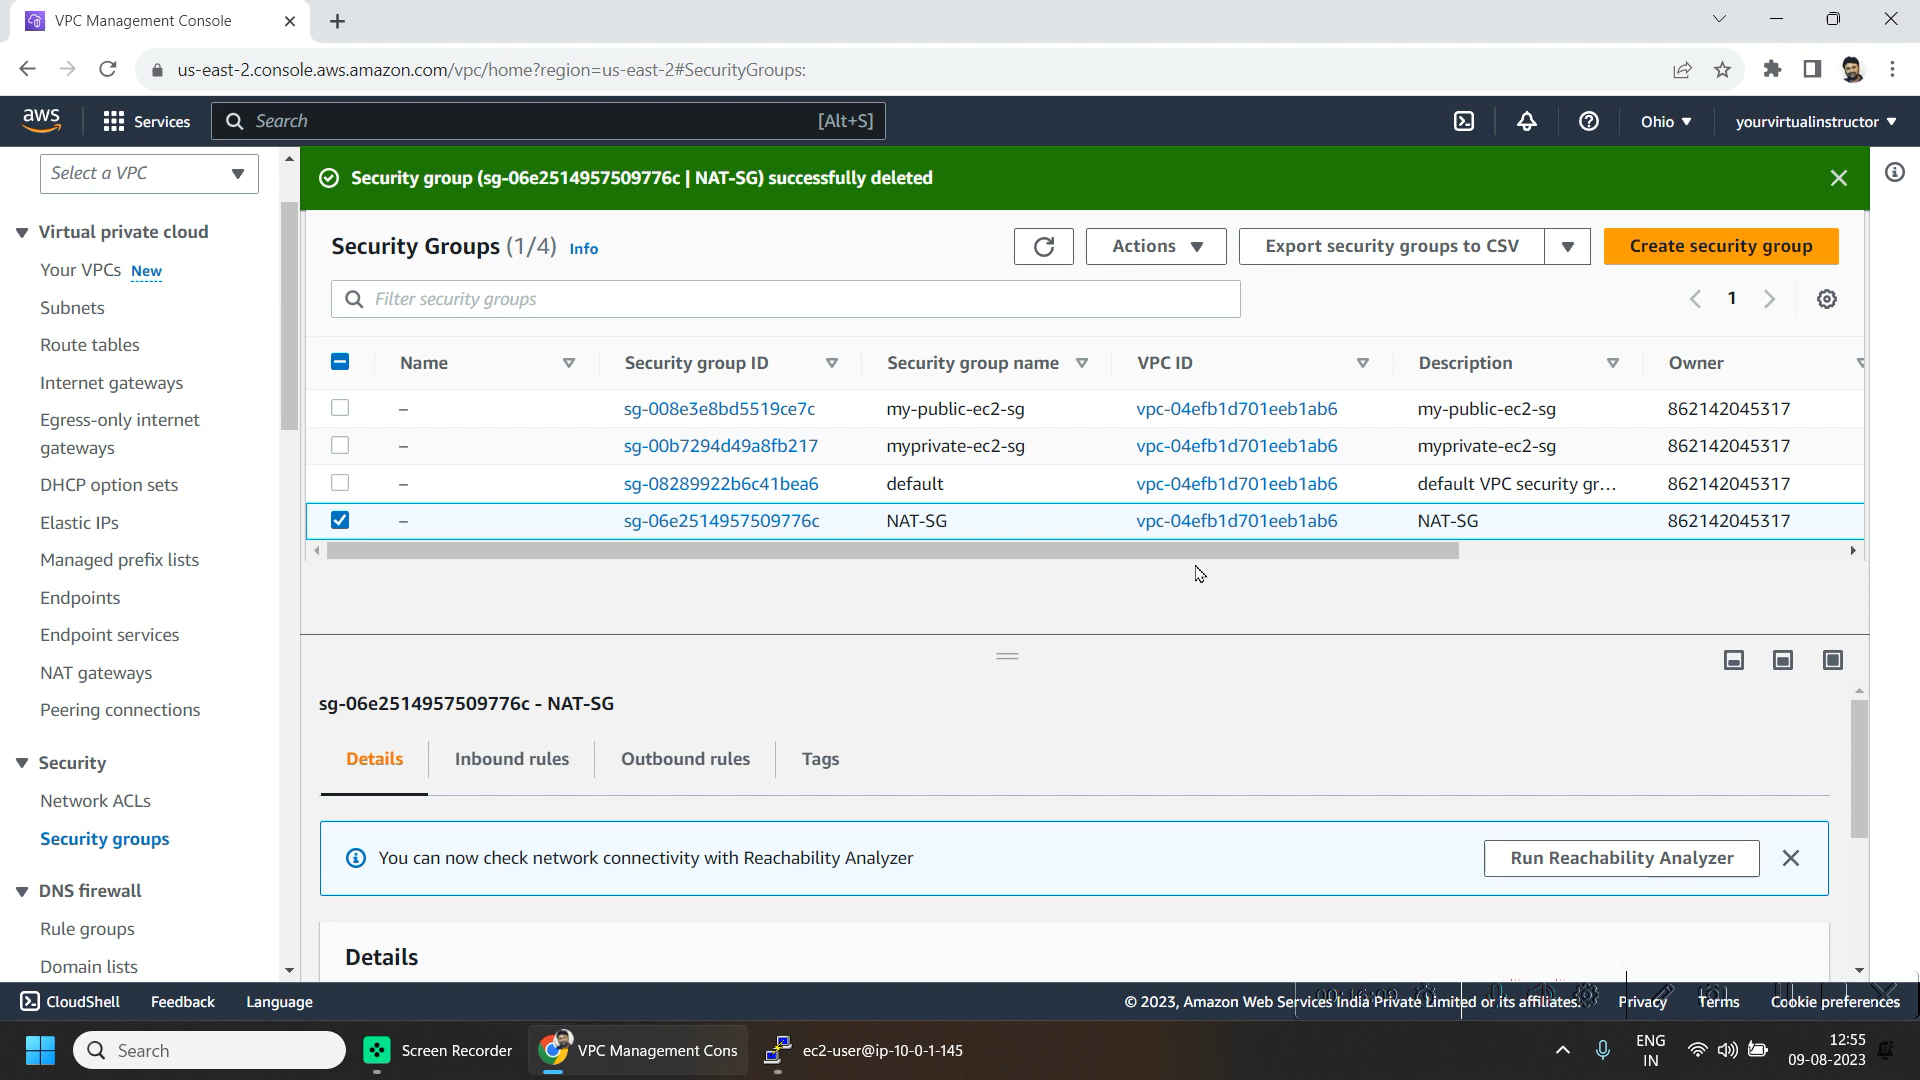 VPC Management Console
us-east-2.console.aws.amazon.com/vpc/home?region=us-east-2#SecurityGroups:
aws
Services
Search
[Alt+S]
Ohio
yourvirtualinstructor
Select a VPC
Virtual private cloud
Your VPCs New
Subnets
Route tables
Internet gateways
Egress-only internet
gateways
DHCP option sets
Elastic IPs
Managed prefix lists
Endpoints
Endpoint services
NAT gateways
Peering connections
Security
Network ACLs
Security groups
DNS firewall
Rule groups
Domain lists
Security group (sg-06e2514957509776c | NAT-SG) successfully deleted
Security Groups (1/4) Info
Actions
Export security groups to CSV
Create security group
Filter security groups
1
Name Security group ID Security group name VPC ID Description Owner
– sg-008e3e8bd5519ce7c my-public-ec2-sg vpc-04efb1d701eeb1ab6 my-public-ec2-sg 862142045317
– sg-00b7294d49a8fb217 myprivate-ec2-sg vpc-04efb1d701eeb1ab6 myprivate-ec2-sg 862142045317
– sg-08289922b6c41bea6 default vpc-04efb1d701eeb1ab6 default VPC security gr... 862142045317
– sg-06e2514957509776c NAT-SG vpc-04efb1d701eeb1ab6 NAT-SG 862142045317
sg-06e2514957509776c - NAT-SG
Details Inbound rules Outbound rules Tags
You can now check network connectivity with Reachability Analyzer
Run Reachability Analyzer
Details
CloudShell Feedback Language
© 2023, Amazon Web Services India Private Limited or its affiliates. Privacy Terms Cookie preferences
Search
Screen Recorder
VPC Management Cons
ec2-user@ip-10-0-1-145
ENG
IN
12:55
09-08-2023